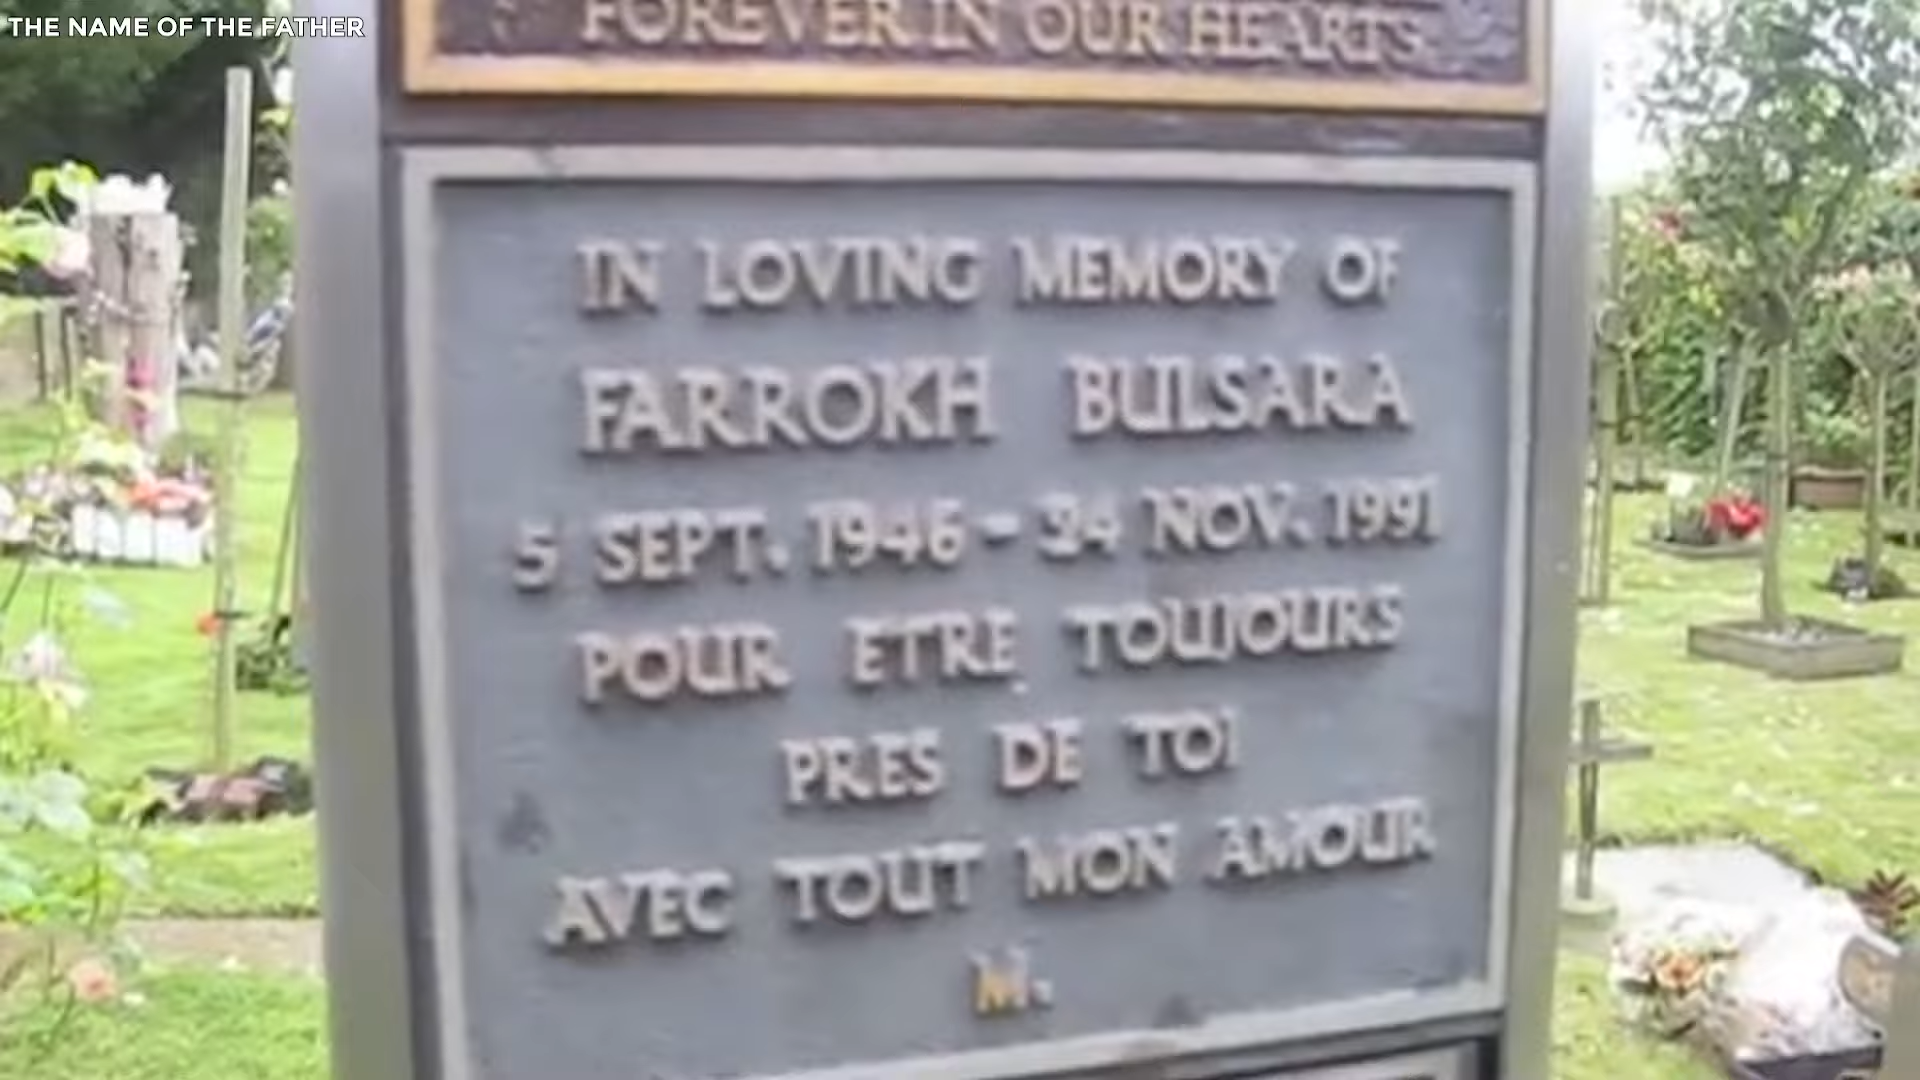 THE NAME OF THE FATHER
FOREVER IN OUR HEARTS.
IN LOVING MEMORY OF
FARROKH BULSARA
5 SEPT. 1946 - 24 NOV. 1991
POUR ETRE TOUJOURS
PRES DE TOI
AVEC TOUT MON AMOUR
M.